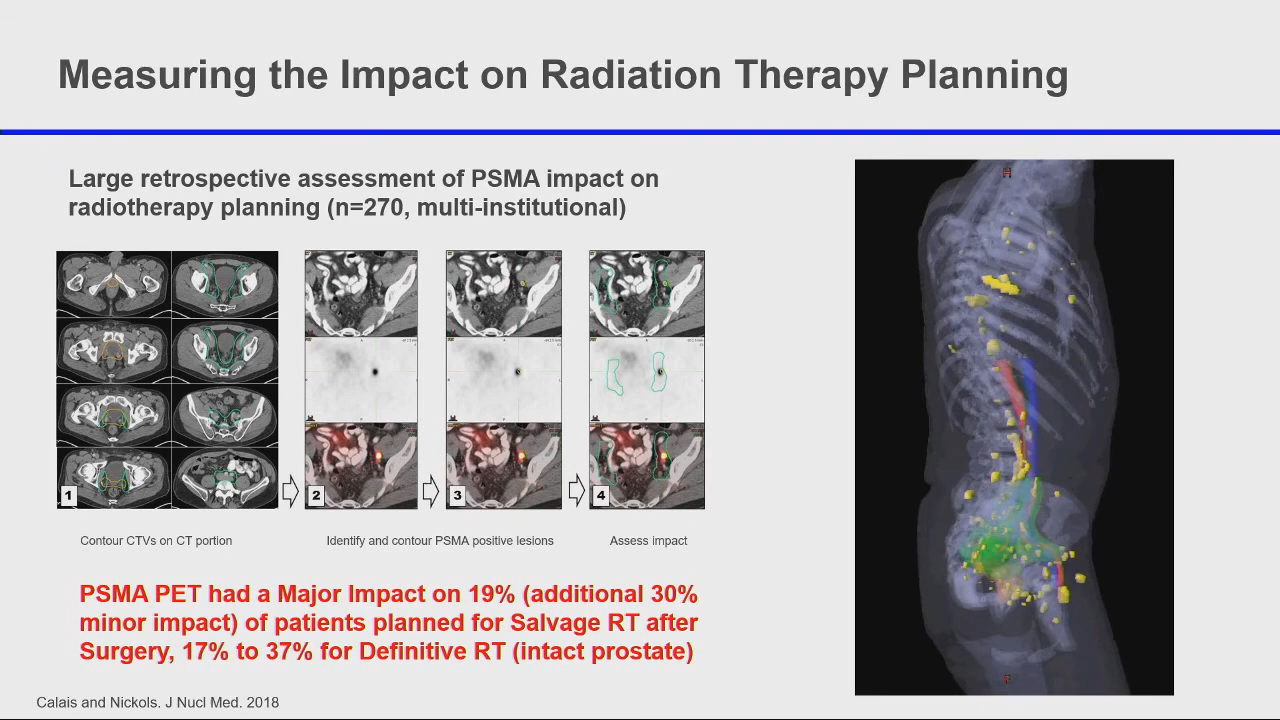 Measuring the Impact on Radiation Therapy Planning
Large retrospective assessment of PSMA impact on
radiotherapy planning (n=270, multi-institutional)
1
2
3
4
Contour CTVs on CT portion
Identify and contour PSMA positive lesions
Assess impact
PSMA PET had a Major Impact on 19% (additional 30%
minor impact) of patients planned for Salvage RT after
Surgery, 17% to 37% for Definitive RT (intact prostate)
Calais and Nickols. J Nucl Med. 2018